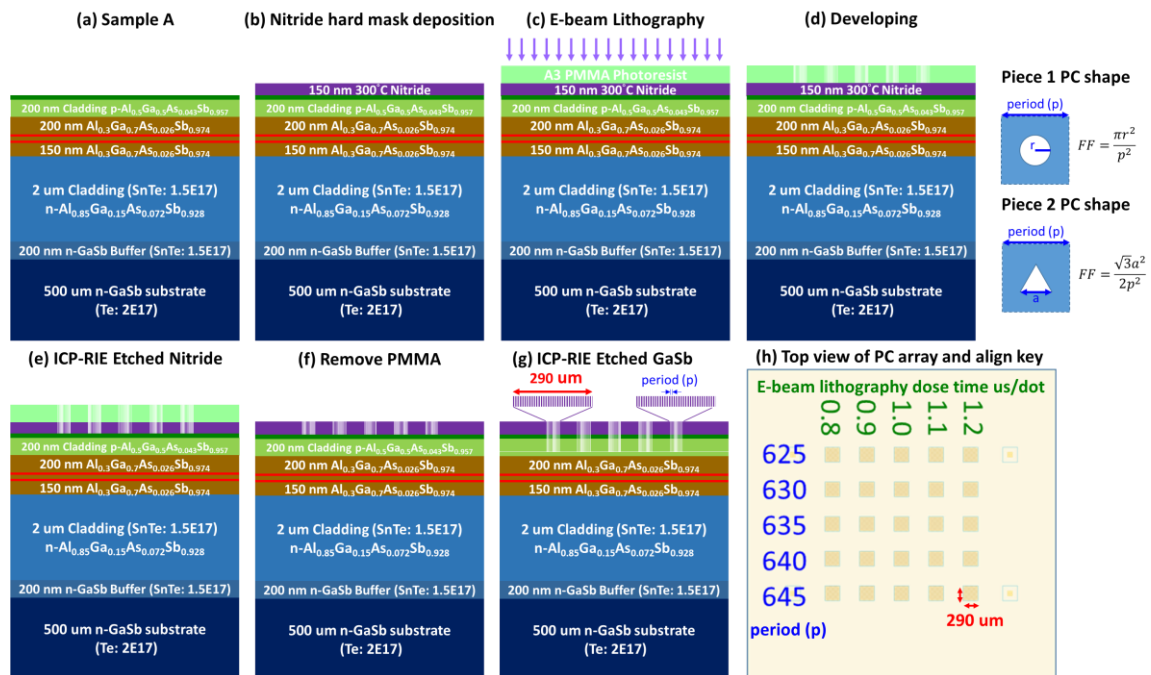 (a) Sample A
200 nm Cladding p-Al0.5Ga0.5As0.043Sb0.957
200 nm Al0.3Ga0.7As0.026Sb0.974
150 nm Al0.3Ga0.7As0.026Sb0.974
2 um Cladding (SnTe: 1.5E17)
n-Al0.85Ga0.15As0.072Sb0.928
200 nm n-GaSb Buffer (SnTe: 1.5E17)
500 um n-GaSb substrate
(Te: 2E17)
(b) Nitride hard mask deposition
150 nm 300°C Nitride
200 nm Cladding p-Al0.5Ga0.5As0.043Sb0.957
200 nm Al0.3Ga0.7As0.026Sb0.974
150 nm Al0.3Ga0.7As0.026Sb0.974
2 um Cladding (SnTe: 1.5E17)
n-Al0.85Ga0.15As0.072Sb0.928
200 nm n-GaSb Buffer (SnTe: 1.5E17)
500 um n-GaSb substrate
(Te: 2E17)
(c) E-beam Lithography
A3 PMMA Photoresist
150 nm 300°C Nitride
200 nm Cladding p-Al0.5Ga0.5As0.043Sb0.957
200 nm Al0.3Ga0.7As0.026Sb0.974
150 nm Al0.3Ga0.7As0.026Sb0.974
2 um Cladding (SnTe: 1.5E17)
n-Al0.85Ga0.15As0.072Sb0.928
200 nm n-GaSb Buffer (SnTe: 1.5E17)
500 um n-GaSb substrate
(Te: 2E17)
(d) Developing
150 nm 300°C Nitride
200 nm Cladding p-Al0.5Ga0.5As0.043Sb0.957
200 nm Al0.3Ga0.7As0.026Sb0.974
150 nm Al0.3Ga0.7As0.026Sb0.974
2 um Cladding (SnTe: 1.5E17)
n-Al0.85Ga0.15As0.072Sb0.928
200 nm n-GaSb Buffer (SnTe: 1.5E17)
500 um n-GaSb substrate
(Te: 2E17)
Piece 1 PC shape
period (p)
r
FF = πr²/p²
Piece 2 PC shape
period (p)
a
FF = √3a²/2p²
(e) ICP-RIE Etched Nitride
200 nm Cladding p-Al0.5Ga0.5As0.043Sb0.957
200 nm Al0.3Ga0.7As0.026Sb0.974
150 nm Al0.3Ga0.7As0.026Sb0.974
2 um Cladding (SnTe: 1.5E17)
n-Al0.85Ga0.15As0.072Sb0.928
200 nm n-GaSb Buffer (SnTe: 1.5E17)
500 um n-GaSb substrate
(Te: 2E17)
(f) Remove PMMA
200 nm Cladding p-Al0.5Ga0.5As0.043Sb0.957
200 nm Al0.3Ga0.7As0.026Sb0.974
150 nm Al0.3Ga0.7As0.026Sb0.974
2 um Cladding (SnTe: 1.5E17)
n-Al0.85Ga0.15As0.072Sb0.928
200 nm n-GaSb Buffer (SnTe: 1.5E17)
500 um n-GaSb substrate
(Te: 2E17)
(g) ICP-RIE Etched GaSb
290 um
period (p)
200 nm Al0.3Ga0.7As0.026Sb0.974
150 nm Al0.3Ga0.7As0.026Sb0.974
2 um Cladding (SnTe: 1.5E17)
n-Al0.85Ga0.15As0.072Sb0.928
200 nm n-GaSb Buffer (SnTe: 1.5E17)
500 um n-GaSb substrate
(Te: 2E17)
(h) Top view of PC array and align key
E-beam lithography dose time us/dot
0.8 0.9 1.0 1.1 1.2
625
630
635
640
645
290 um
period (p)